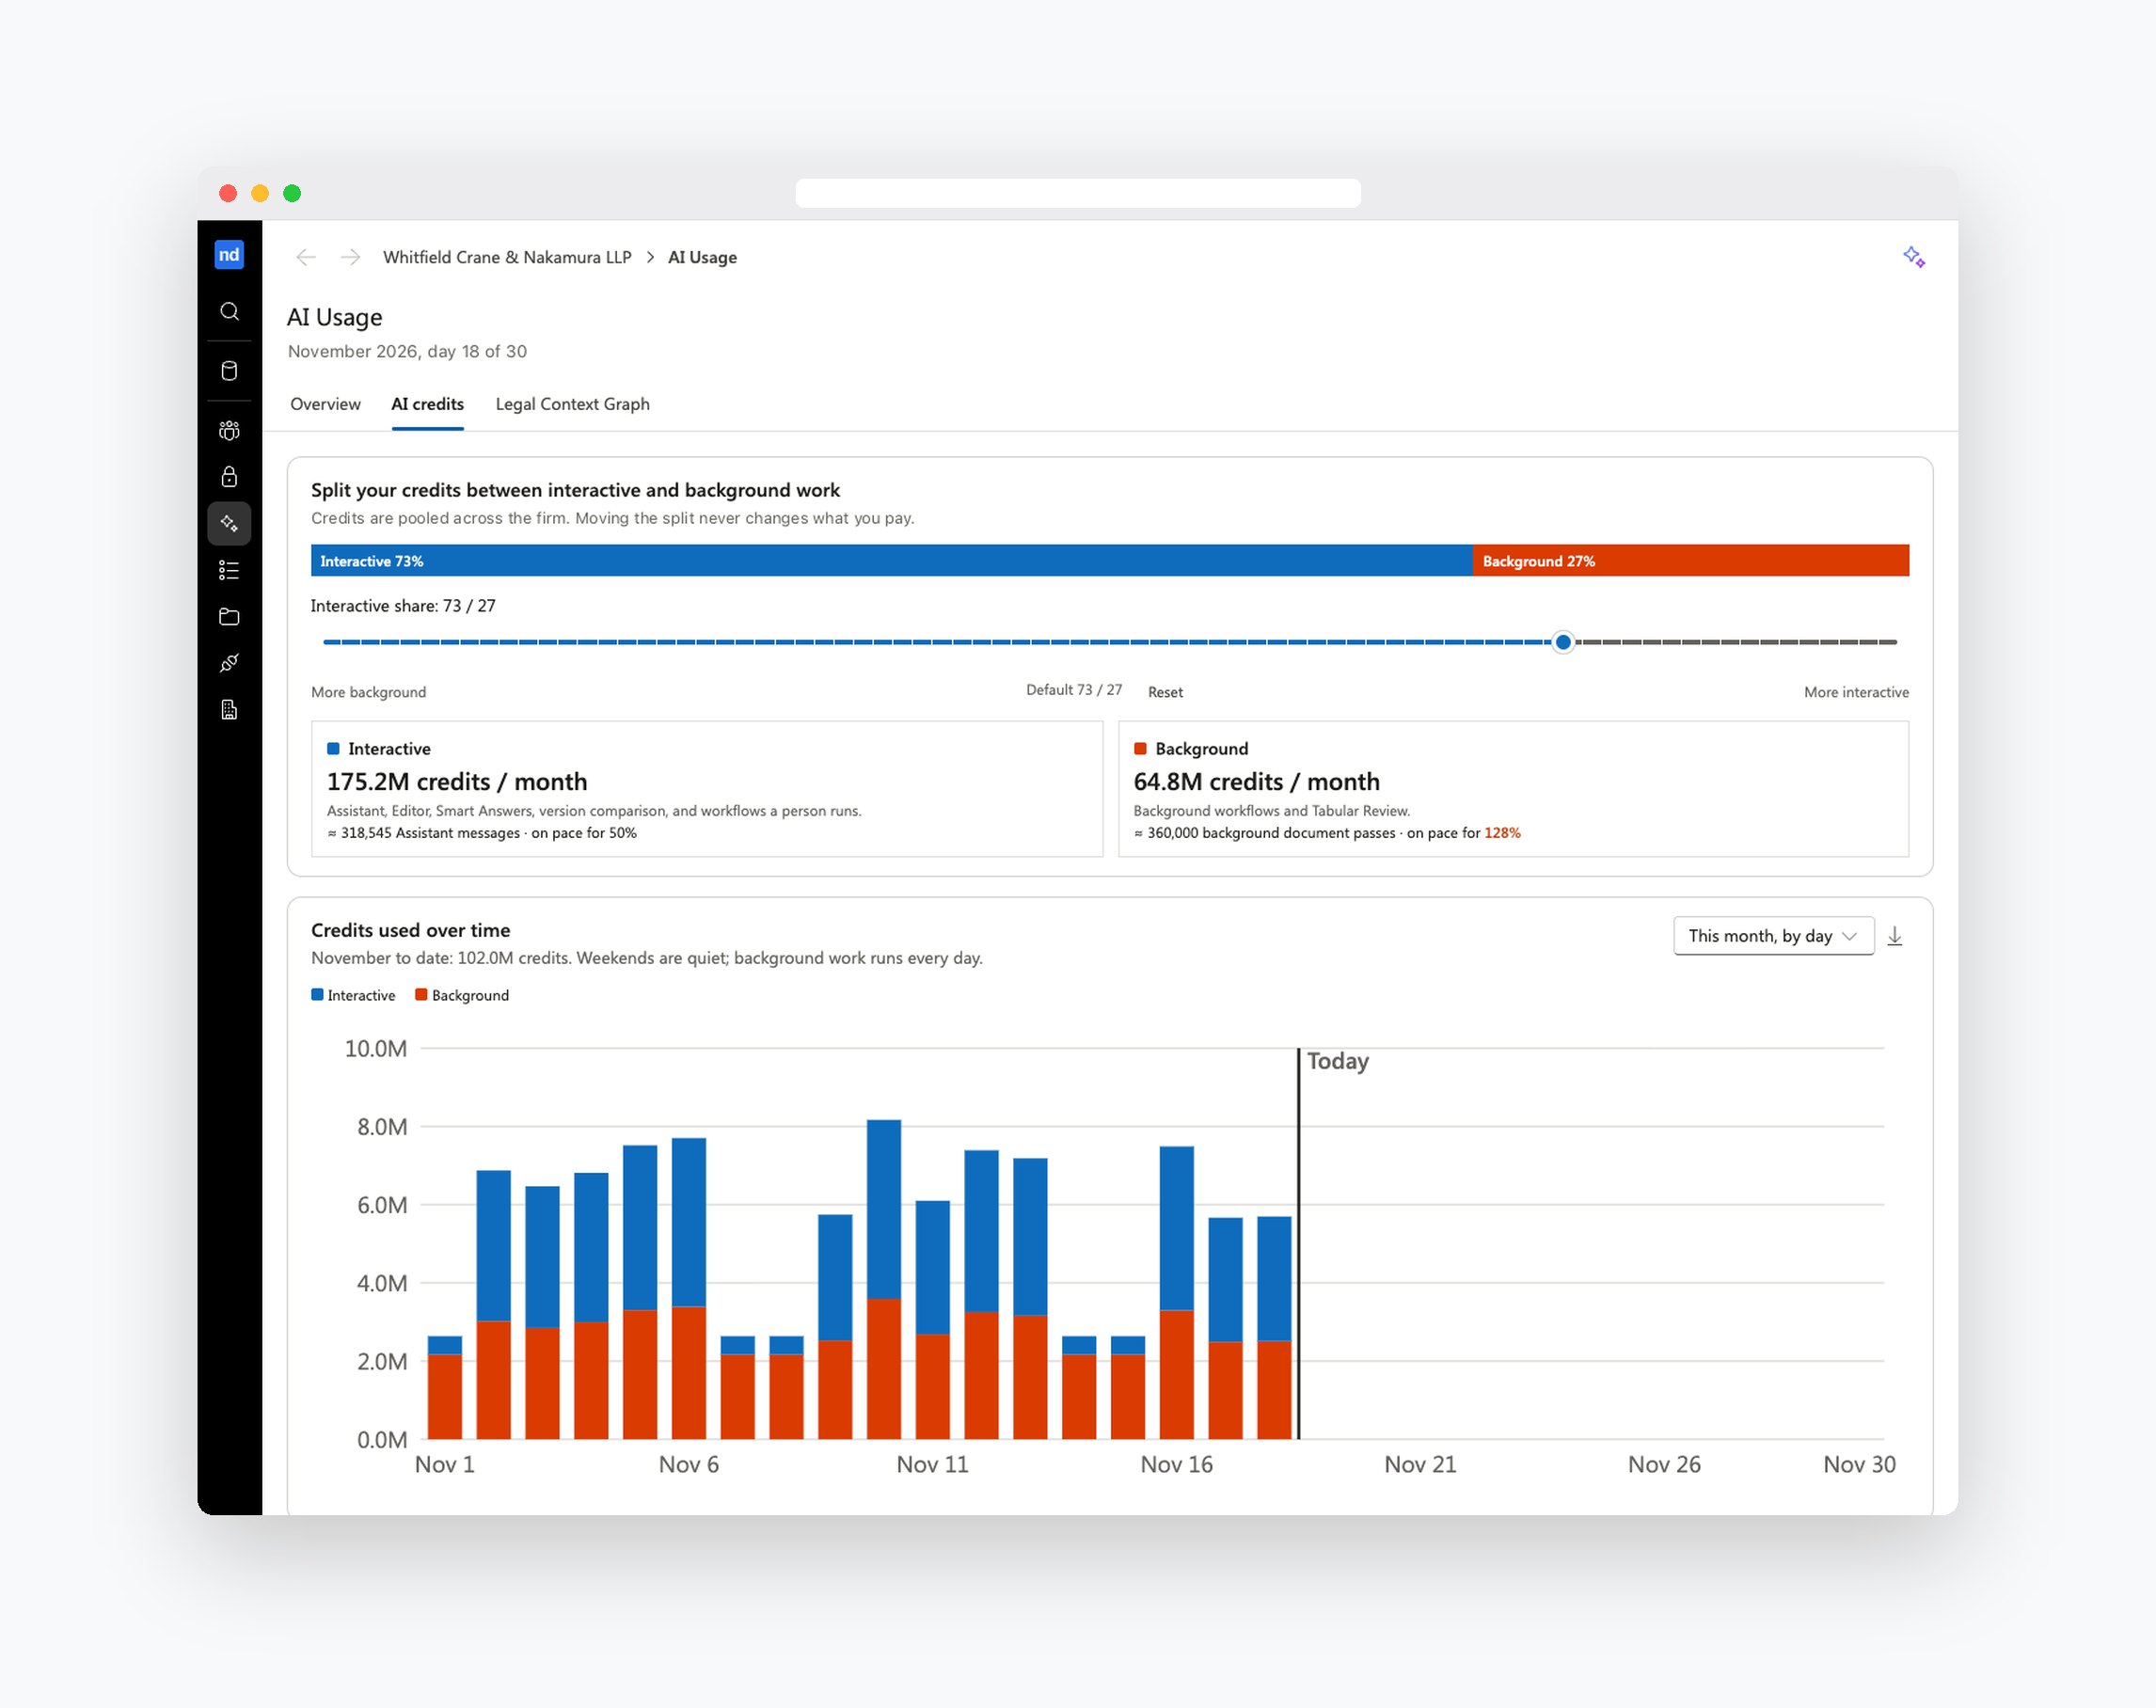 nd
Whitfield Crane & Nakamura LLP > AI Usage
AI Usage
November 2026, day 18 of 30
Overview AI credits Legal Context Graph
Split your credits between interactive and background work
Credits are pooled across the firm. Moving the split never changes what you pay.
Interactive 73% Background 27%
Interactive share: 73 / 27
More background Default 73 / 27 Reset More interactive
Interactive
175.2M credits / month
Assistant, Editor, Smart Answers, version comparison, and workflows a person runs.
≈ 318,545 Assistant messages · on pace for 50%
Background
64.8M credits / month
Background workflows and Tabular Review.
≈ 360,000 background document passes · on pace for 128%
Credits used over time
This month, by day
November to date: 102.0M credits. Weekends are quiet; background work runs every day.
Interactive Background
10.0M
Today
8.0M
6.0M
4.0M
2.0M
0.0M
Nov 1 Nov 6 Nov 11 Nov 16 Nov 21 Nov 26 Nov 30